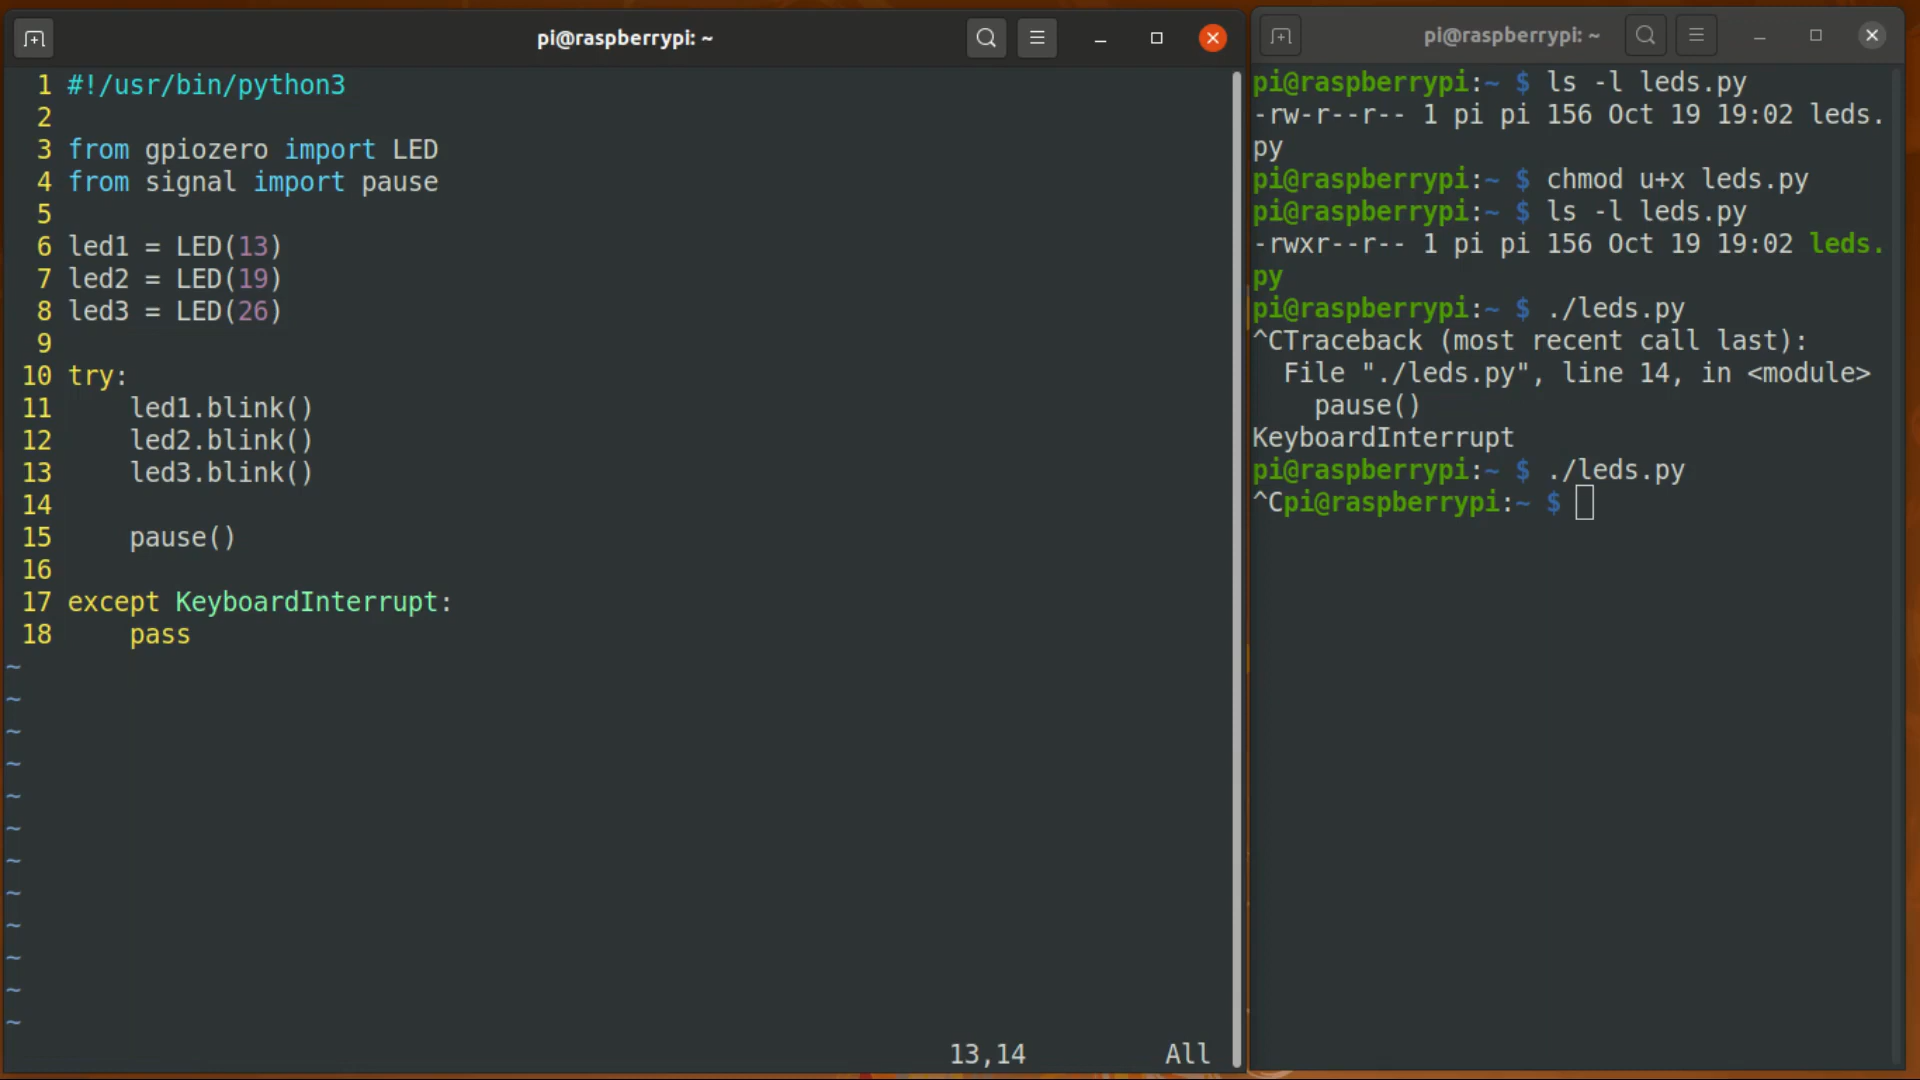 pi@raspberrypi: ~
1 #!/usr/bin/python3
2
3 from gpiozero import LED
4 from signal import pause
5
6 led1 = LED(13)
7 led2 = LED(19)
8 led3 = LED(26)
9
10 try:
11     led1.blink()
12     led2.blink()
13     led3.blink()
14
15     pause()
16
17 except KeyboardInterrupt:
18     pass
~
~
~
~
~
~
~
~
~
~
~
~
13,14 All
pi@raspberrypi: ~
pi@raspberrypi:~ $ ls -l leds.py
-rw-r--r-- 1 pi pi 156 Oct 19 19:02 leds.
py
pi@raspberrypi:~ $ chmod u+x leds.py
pi@raspberrypi:~ $ ls -l leds.py
-rwxr--r-- 1 pi pi 156 Oct 19 19:02 leds.
py
pi@raspberrypi:~ $ ./leds.py
^CTraceback (most recent call last):
  File "./leds.py", line 14, in <module>
    pause()
KeyboardInterrupt
pi@raspberrypi:~ $ ./leds.py
^Cpi@raspberrypi:~ $